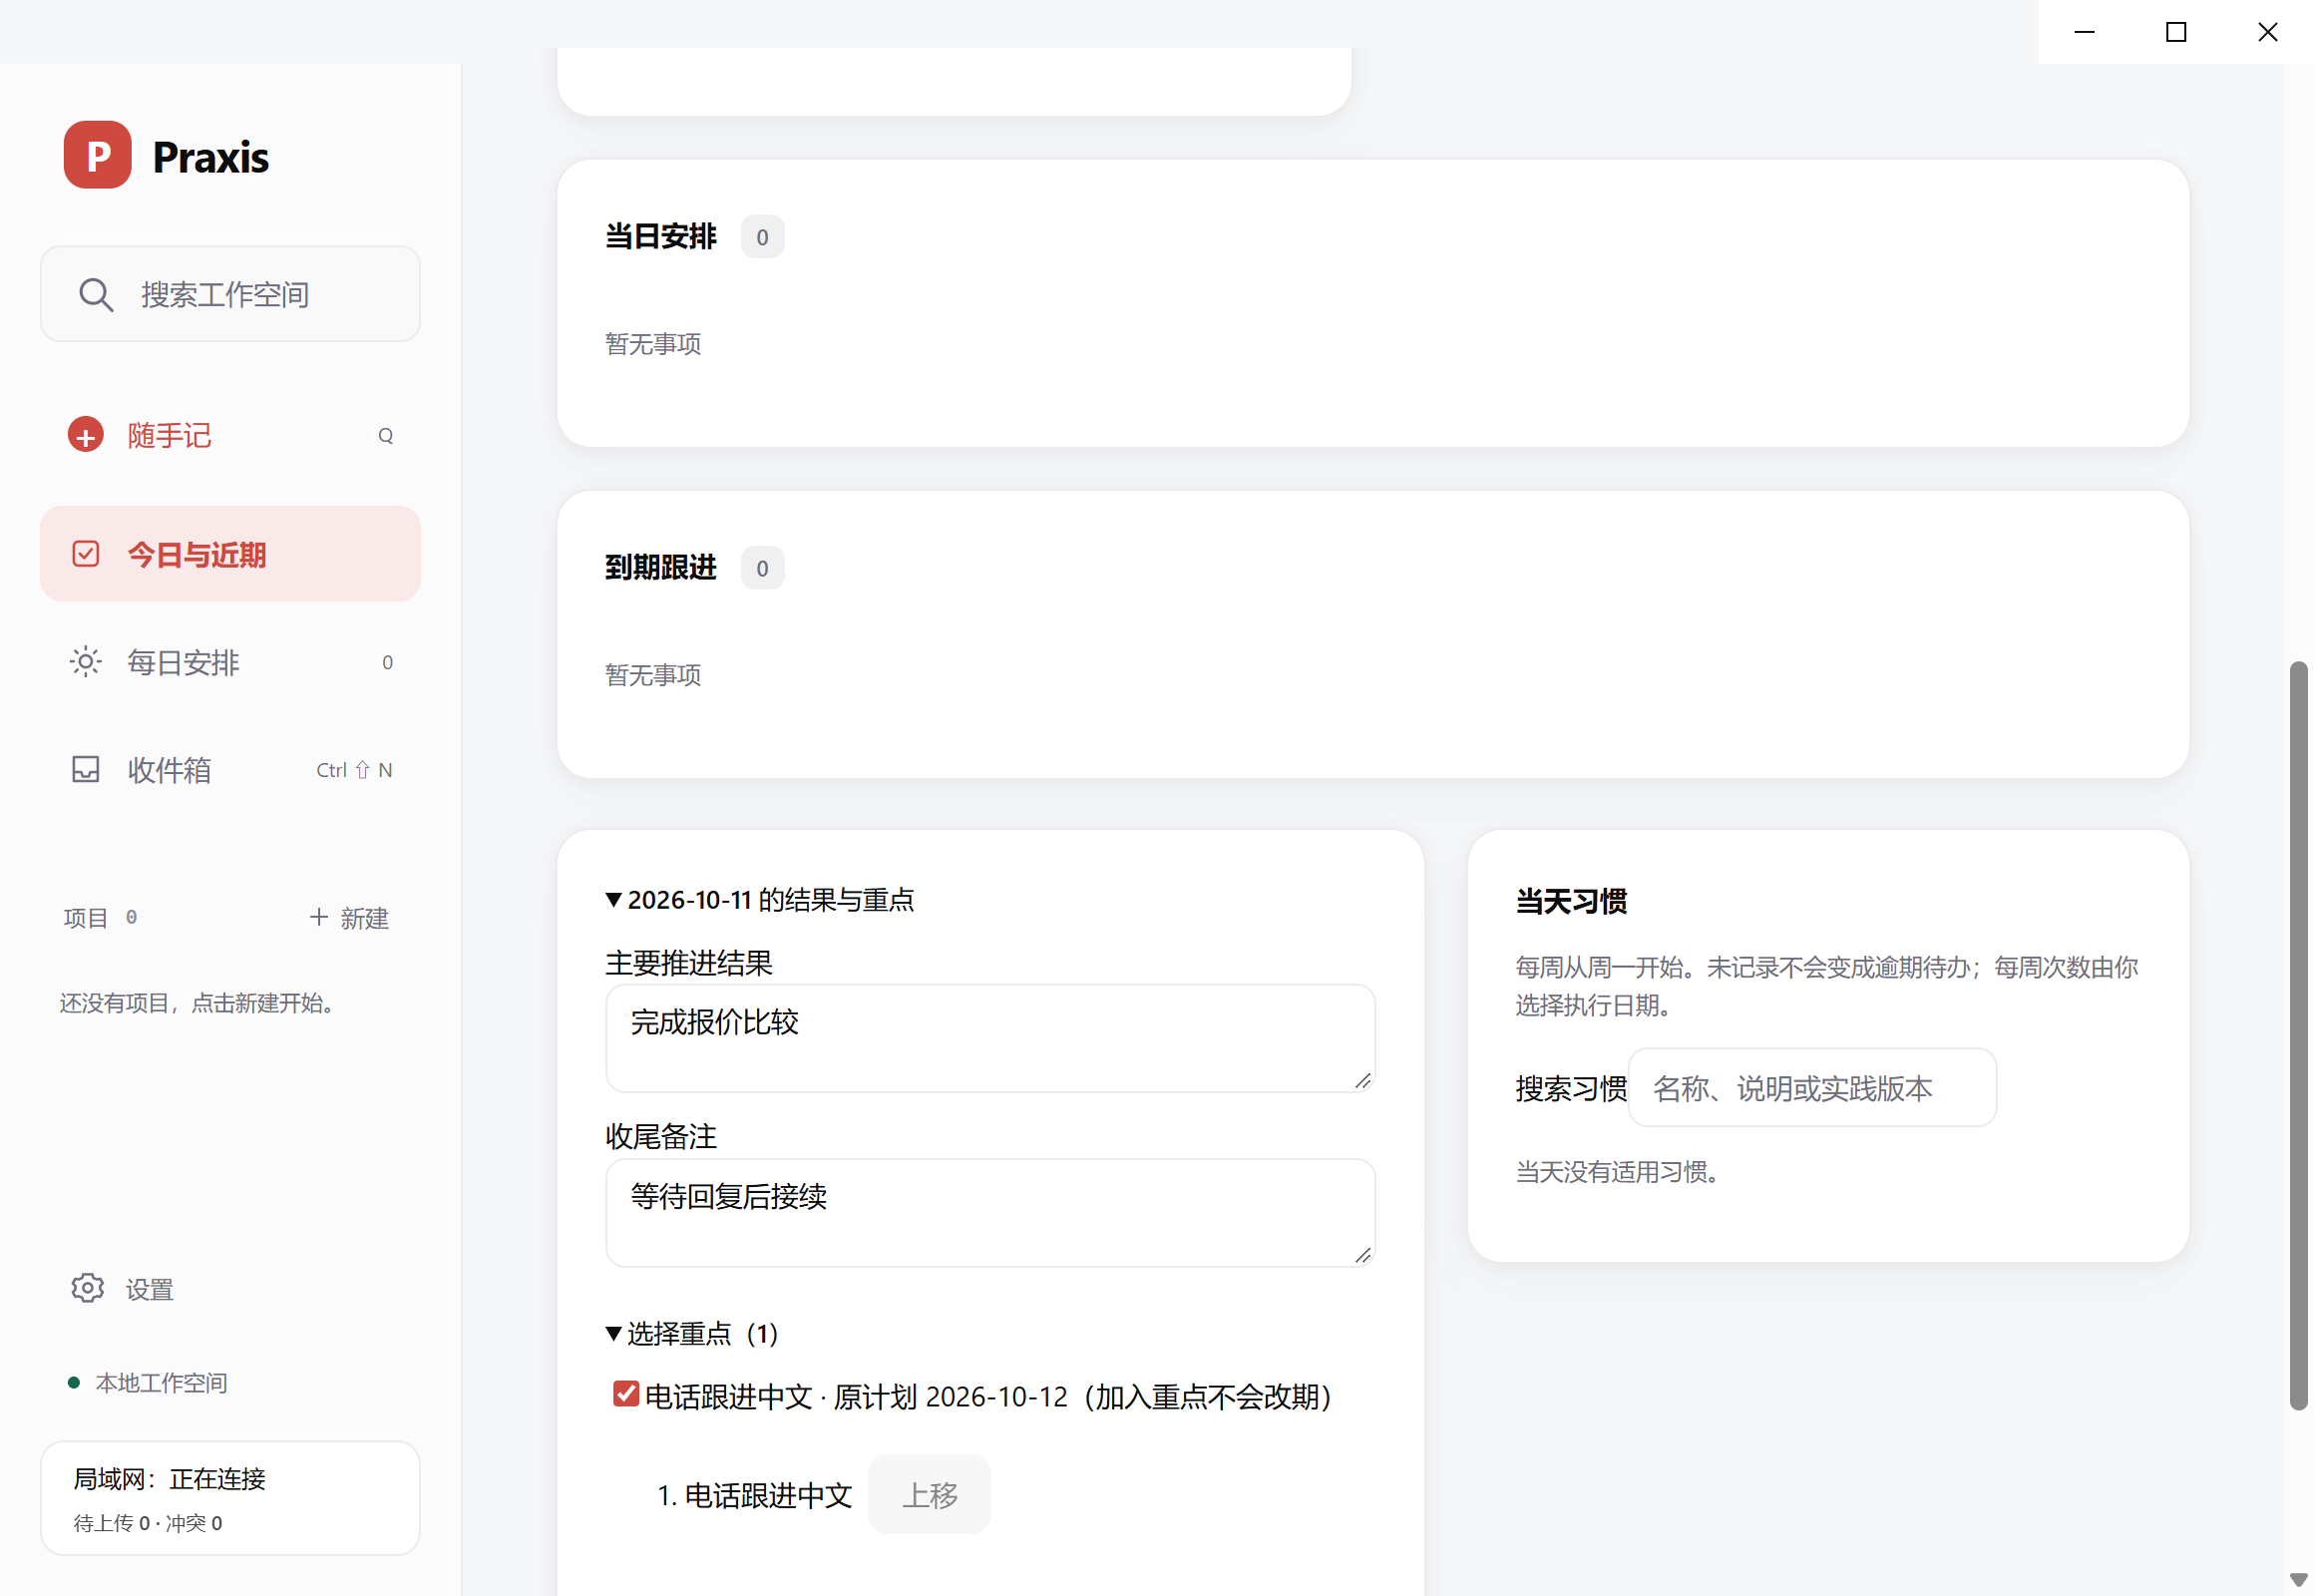 P Praxis
搜索工作空间
随手记 Q
今日与近期
每日安排 0
收件箱 Ctrl ⇧ N
项目 0 + 新建
还没有项目，点击新建开始。
设置
本地工作空间
局域网：正在连接
待上传 0 · 冲突 0
当日安排 0
暂无事项
到期跟进 0
暂无事项
▼ 2026-10-11 的结果与重点
主要推进结果
完成报价比较
收尾备注
等待回复后接续
▼ 选择重点（1）
电话跟进中文 · 原计划 2026-10-12（加入重点不会改期）
1. 电话跟进中文 上移
当天习惯
每周从周一开始。未记录不会变成逾期待办；每周次数由你
选择执行日期。
搜索习惯 名称、说明或实践版本
当天没有适用习惯。